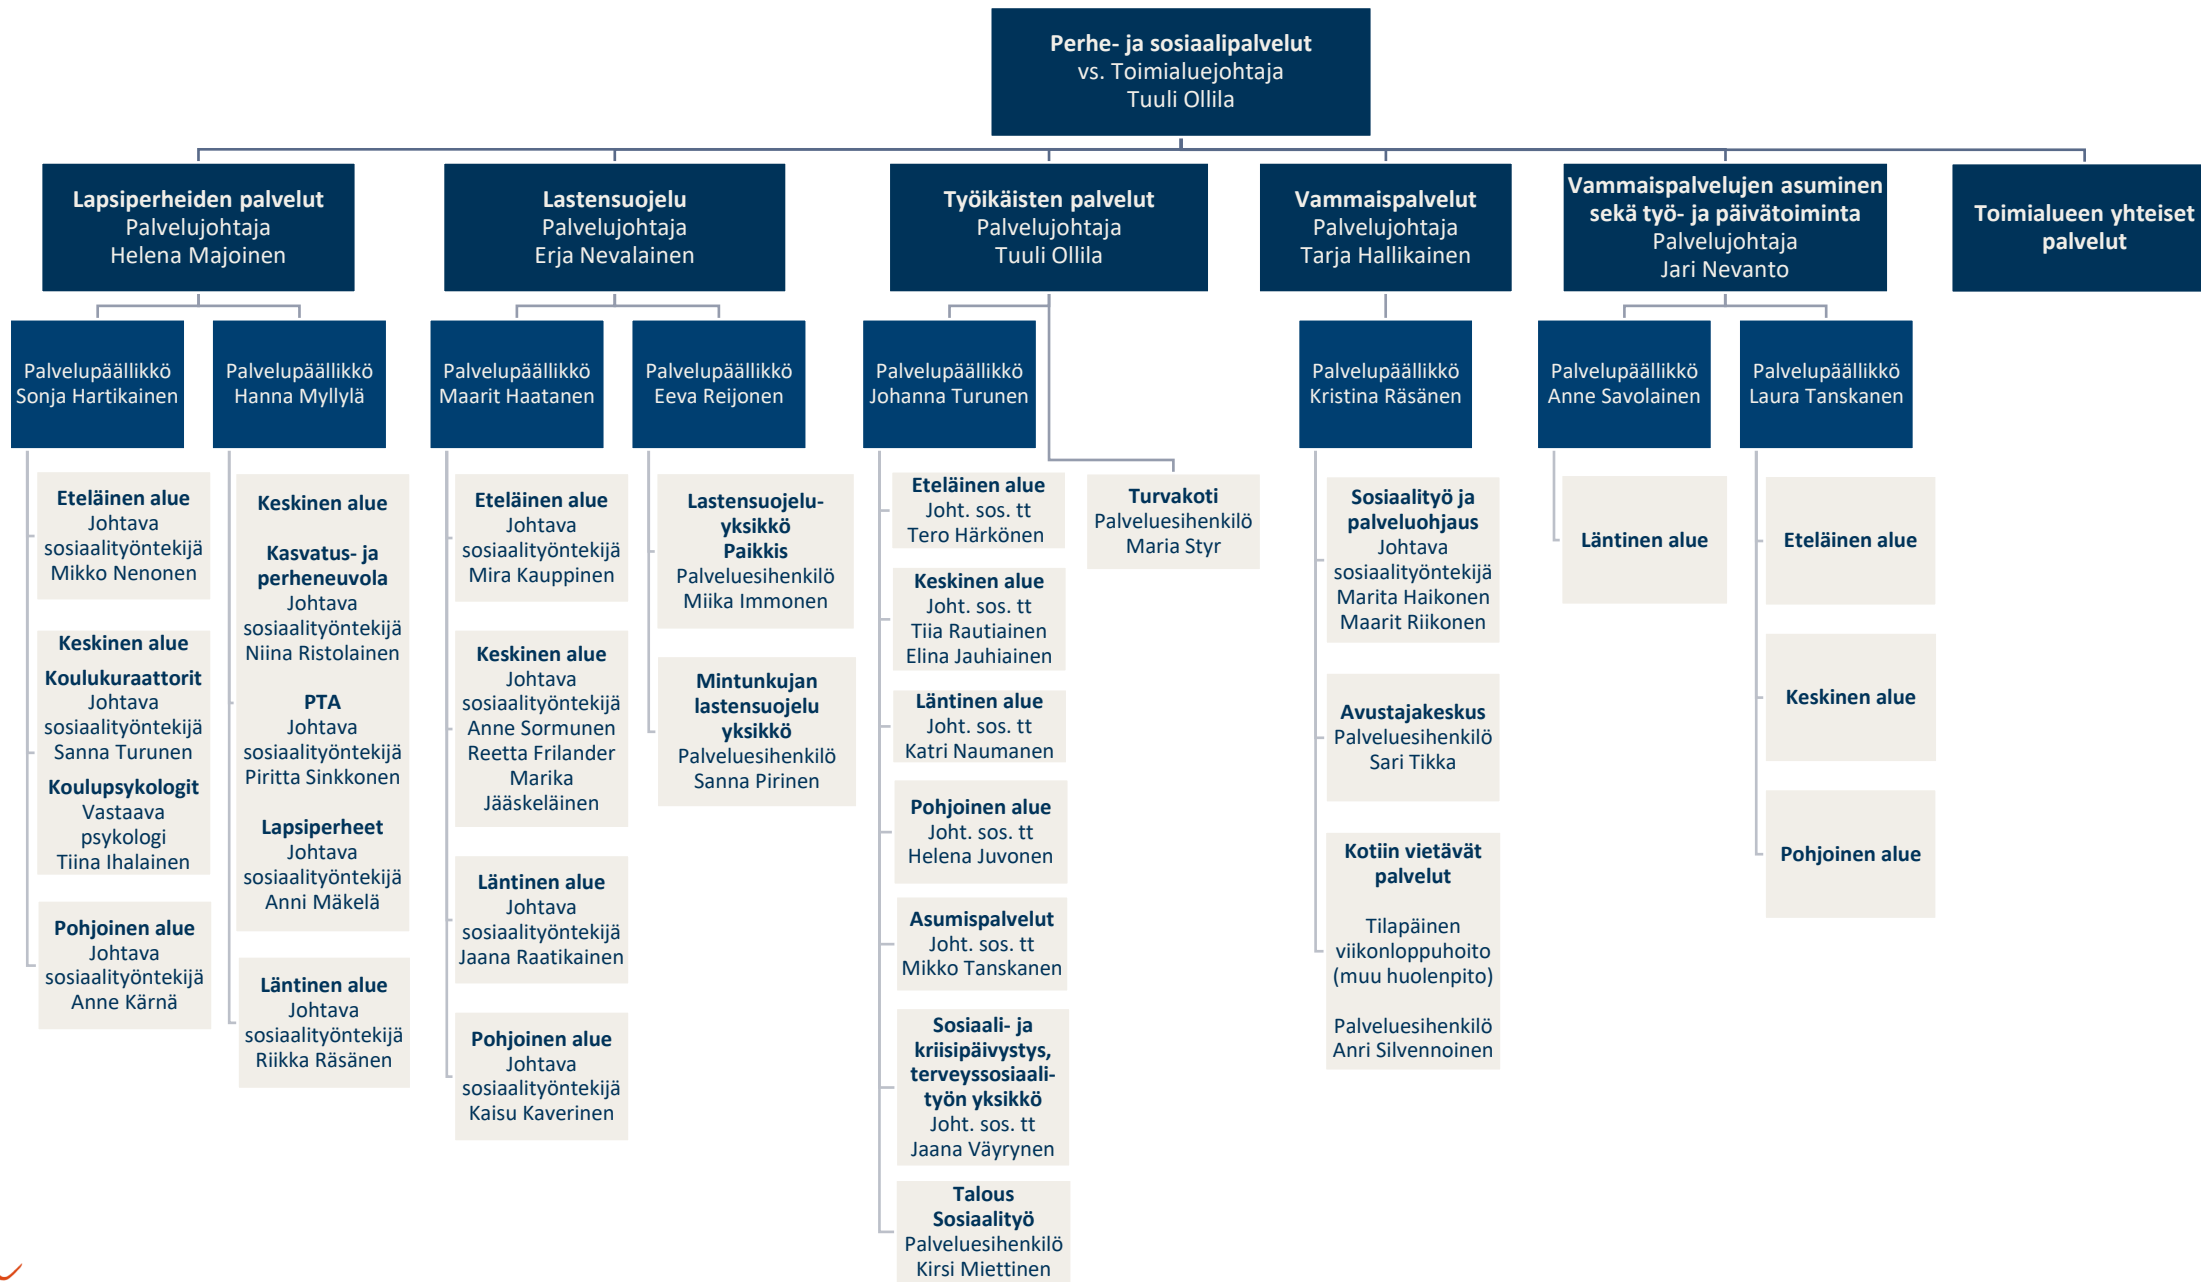 Perhe- ja sosiaalipalvelut
vs. Toimialuejohtaja
Tuuli Ollila
Lapsiperheiden palvelut
Palvelujohtaja
Helena Majoinen
Lastensuojelu
Palvelujohtaja
Erja Nevalainen
Työikäisten palvelut
Palvelujohtaja
Tuuli Ollila
Vammaispalvelut
Palvelujohtaja
Tarja Hallikainen
Vammaispalvelujen asuminen
sekä työ- ja päivätoiminta
Palvelujohtaja
Jari Nevanto
Toimialueen yhteiset
palvelut
Palvelupäällikkö
Sonja Hartikainen
Palvelupäällikkö
Hanna Myllylä
Palvelupäällikkö
Maarit Haatanen
Palvelupäällikkö
Eeva Reijonen
Palvelupäällikkö
Johanna Turunen
Palvelupäällikkö
Kristina Räsänen
Palvelupäällikkö
Anne Savolainen
Palvelupäällikkö
Laura Tanskanen
Eteläinen alue
Johtava
sosiaalityöntekijä
Mikko Nenonen
Keskinen alue
Koulukuraattorit
Johtava
sosiaalityöntekijä
Sanna Turunen
Koulupsykologit
Vastaava
psykologi
Tiina Ihalainen
Pohjoinen alue
Johtava
sosiaalityöntekijä
Anne Kärnä
Keskinen alue
Kasvatus- ja
perheneuvola
Johtava
sosiaalityöntekijä
Niina Ristolainen
PTA
Johtava
sosiaalityöntekijä
Piritta Sinkkonen
Lapsiperheet
Johtava
sosiaalityöntekijä
Anni Mäkelä
Läntinen alue
Johtava
sosiaalityöntekijä
Riikka Räsänen
Eteläinen alue
Johtava
sosiaalityöntekijä
Mira Kauppinen
Keskinen alue
Johtava
sosiaalityöntekijä
Anne Sormunen
Reetta Frilander
Marika
Jääskeläinen
Läntinen alue
Johtava
sosiaalityöntekijä
Jaana Raatikainen
Pohjoinen alue
Johtava
sosiaalityöntekijä
Kaisu Kaverinen
Lastensuojelu-
yksikkö
Paikkis
Palveluesihenkilö
Miika Immonen
Mintunkujan
lastensuojelu
yksikkö
Palveluesihenkilö
Sanna Pirinen
Eteläinen alue
Joht. sos. tt
Tero Härkönen
Keskinen alue
Joht. sos. tt
Tiia Rautiainen
Elina Jauhiainen
Läntinen alue
Joht. sos. tt
Katri Naumanen
Pohjoinen alue
Joht. sos. tt
Helena Juvonen
Asumispalvelut
Joht. sos. tt
Mikko Tanskanen
Sosiaali- ja
kriisipäivystys,
terveyssosiaali-
työn yksikkö
Joht. sos. tt
Jaana Väyrynen
Talous
Sosiaalityö
Palveluesihenkilö
Kirsi Miettinen
Turvakoti
Palveluesihenkilö
Maria Styr
Sosiaalityö ja
palveluohjaus
Johtava
sosiaalityöntekijä
Marita Haikonen
Maarit Riikonen
Avustajakeskus
Palveluesihenkilö
Sari Tikka
Kotiin vietävät
palvelut
Tilapäinen
viikonloppuhoito
(muu huolenpito)
Palveluesihenkilö
Anri Silvennoinen
Läntinen alue
Eteläinen alue
Keskinen alue
Pohjoinen alue